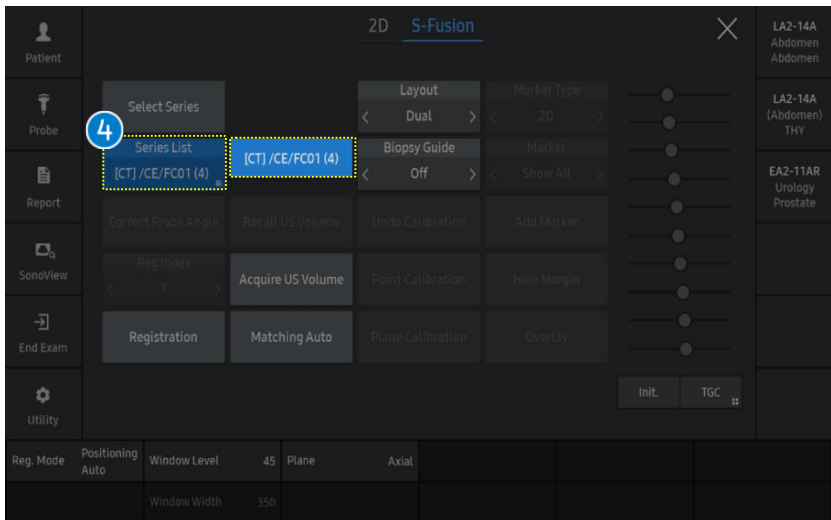 2D S-Fusion
Patient
Probe
Report
SonoView
End Exam
Utility
Select Series
Layout
Dual
Marker Type
2D
4
Series List
[CT] /CE/FC01 (4)
[CT] /CE/FC01 (4)
Biopsy Guide
Off
Marker
Show All
Correct Probe Angle
Recall US Volume
Undo Calibration
Add Marker
Reg.Index
1
Acquire US Volume
Point Calibration
Hide Margin
Registration
Matching Auto
Plane Calibration
Overlay
Init.
TGC
LA2-14A
Abdomen
Abdomen
LA2-14A
(Abdomen)
THY
EA2-11AR
Urology
Prostate
Reg. Mode
Positioning
Auto
Window Level 45
Plane Axial
Window Width 350